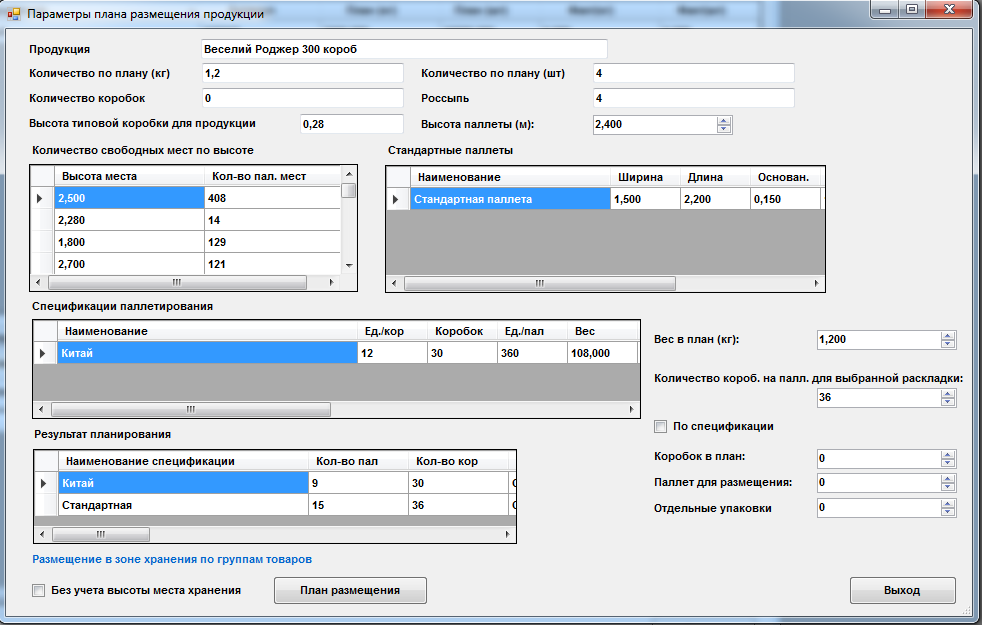 Параметры плана размещения продукции
Продукция Веселий Роджер 300 короб
Количество по плану (кг) 1,2 Количество по плану (шт) 4
Количество коробок 0 Россыпь 4
Высота типовой коробки для продукции 0,28 Высота паллеты (м): 2,400
Количество свободных мест по высоте Стандартные паллеты
Высота места Кол-во пал. мест
2,500 408
2,280 14
1,800 129
2,700 121
Наименование Ширина Длина Основан.
Стандартная паллета 1,500 2,200 0,150
Спецификации паллетирования
Наименование Ед./кор Коробок Ед./пал Вес
Китай 12 30 360 108,000
Вес в план (кг): 1,200
Количество короб. на палл. для выбранной раскладки:
36
По спецификации
Результат планирования
Наименование спецификации Кол-во пал Кол-во кор
Китай 9 30
Стандартная 15 36
Коробок в план: 0
Паллет для размещения: 0
Отдельные упаковки 0
Размещение в зоне хранения по группам товаров
Без учета высоты места хранения План размещения Выход